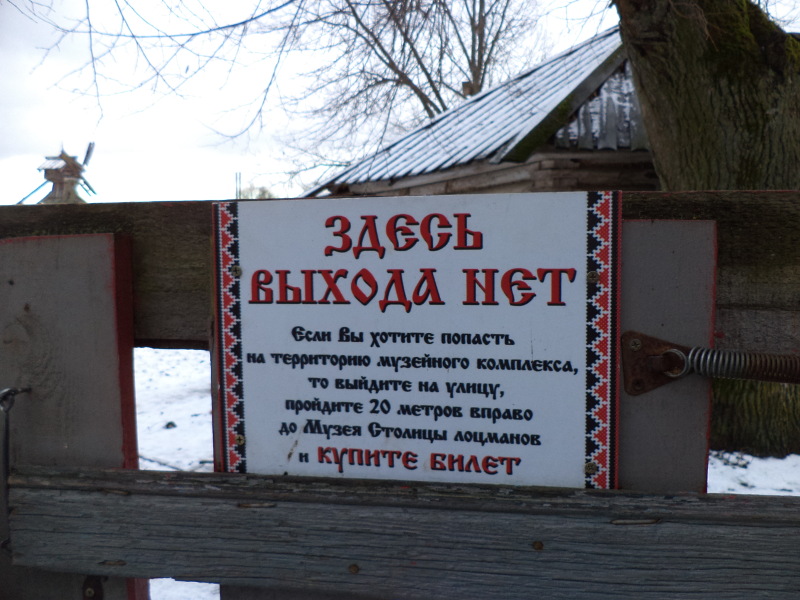 ЗДЕСЬ
ВЫХОДА НЕТ
Если Вы хотите попасть
на территорию музейного комплекса,
то выйдите на улицу,
пройдите 20 метров вправо
до Музея Столицы лоцманов
и КУПИТЕ БИЛЕТ